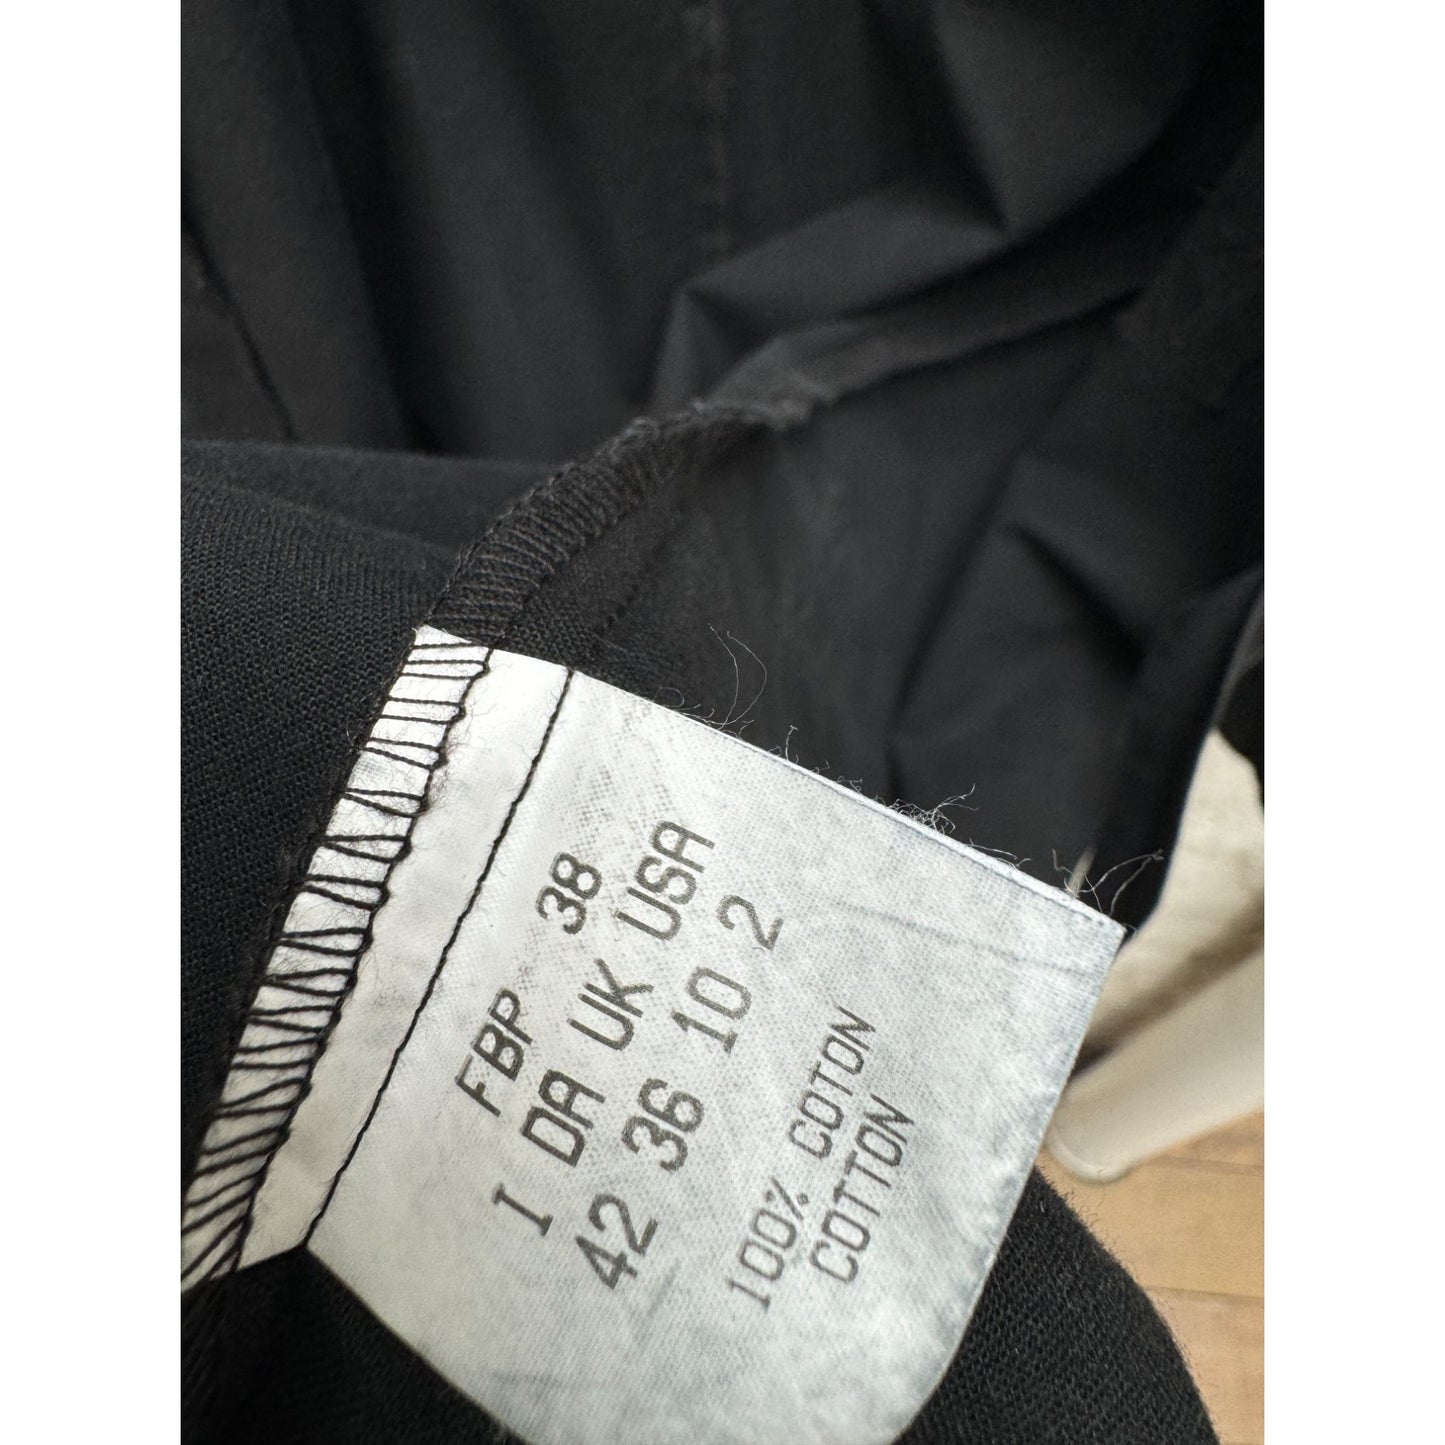 FBP 38
I DA UK USA
42 36 10 2
100% COTON
COTTON